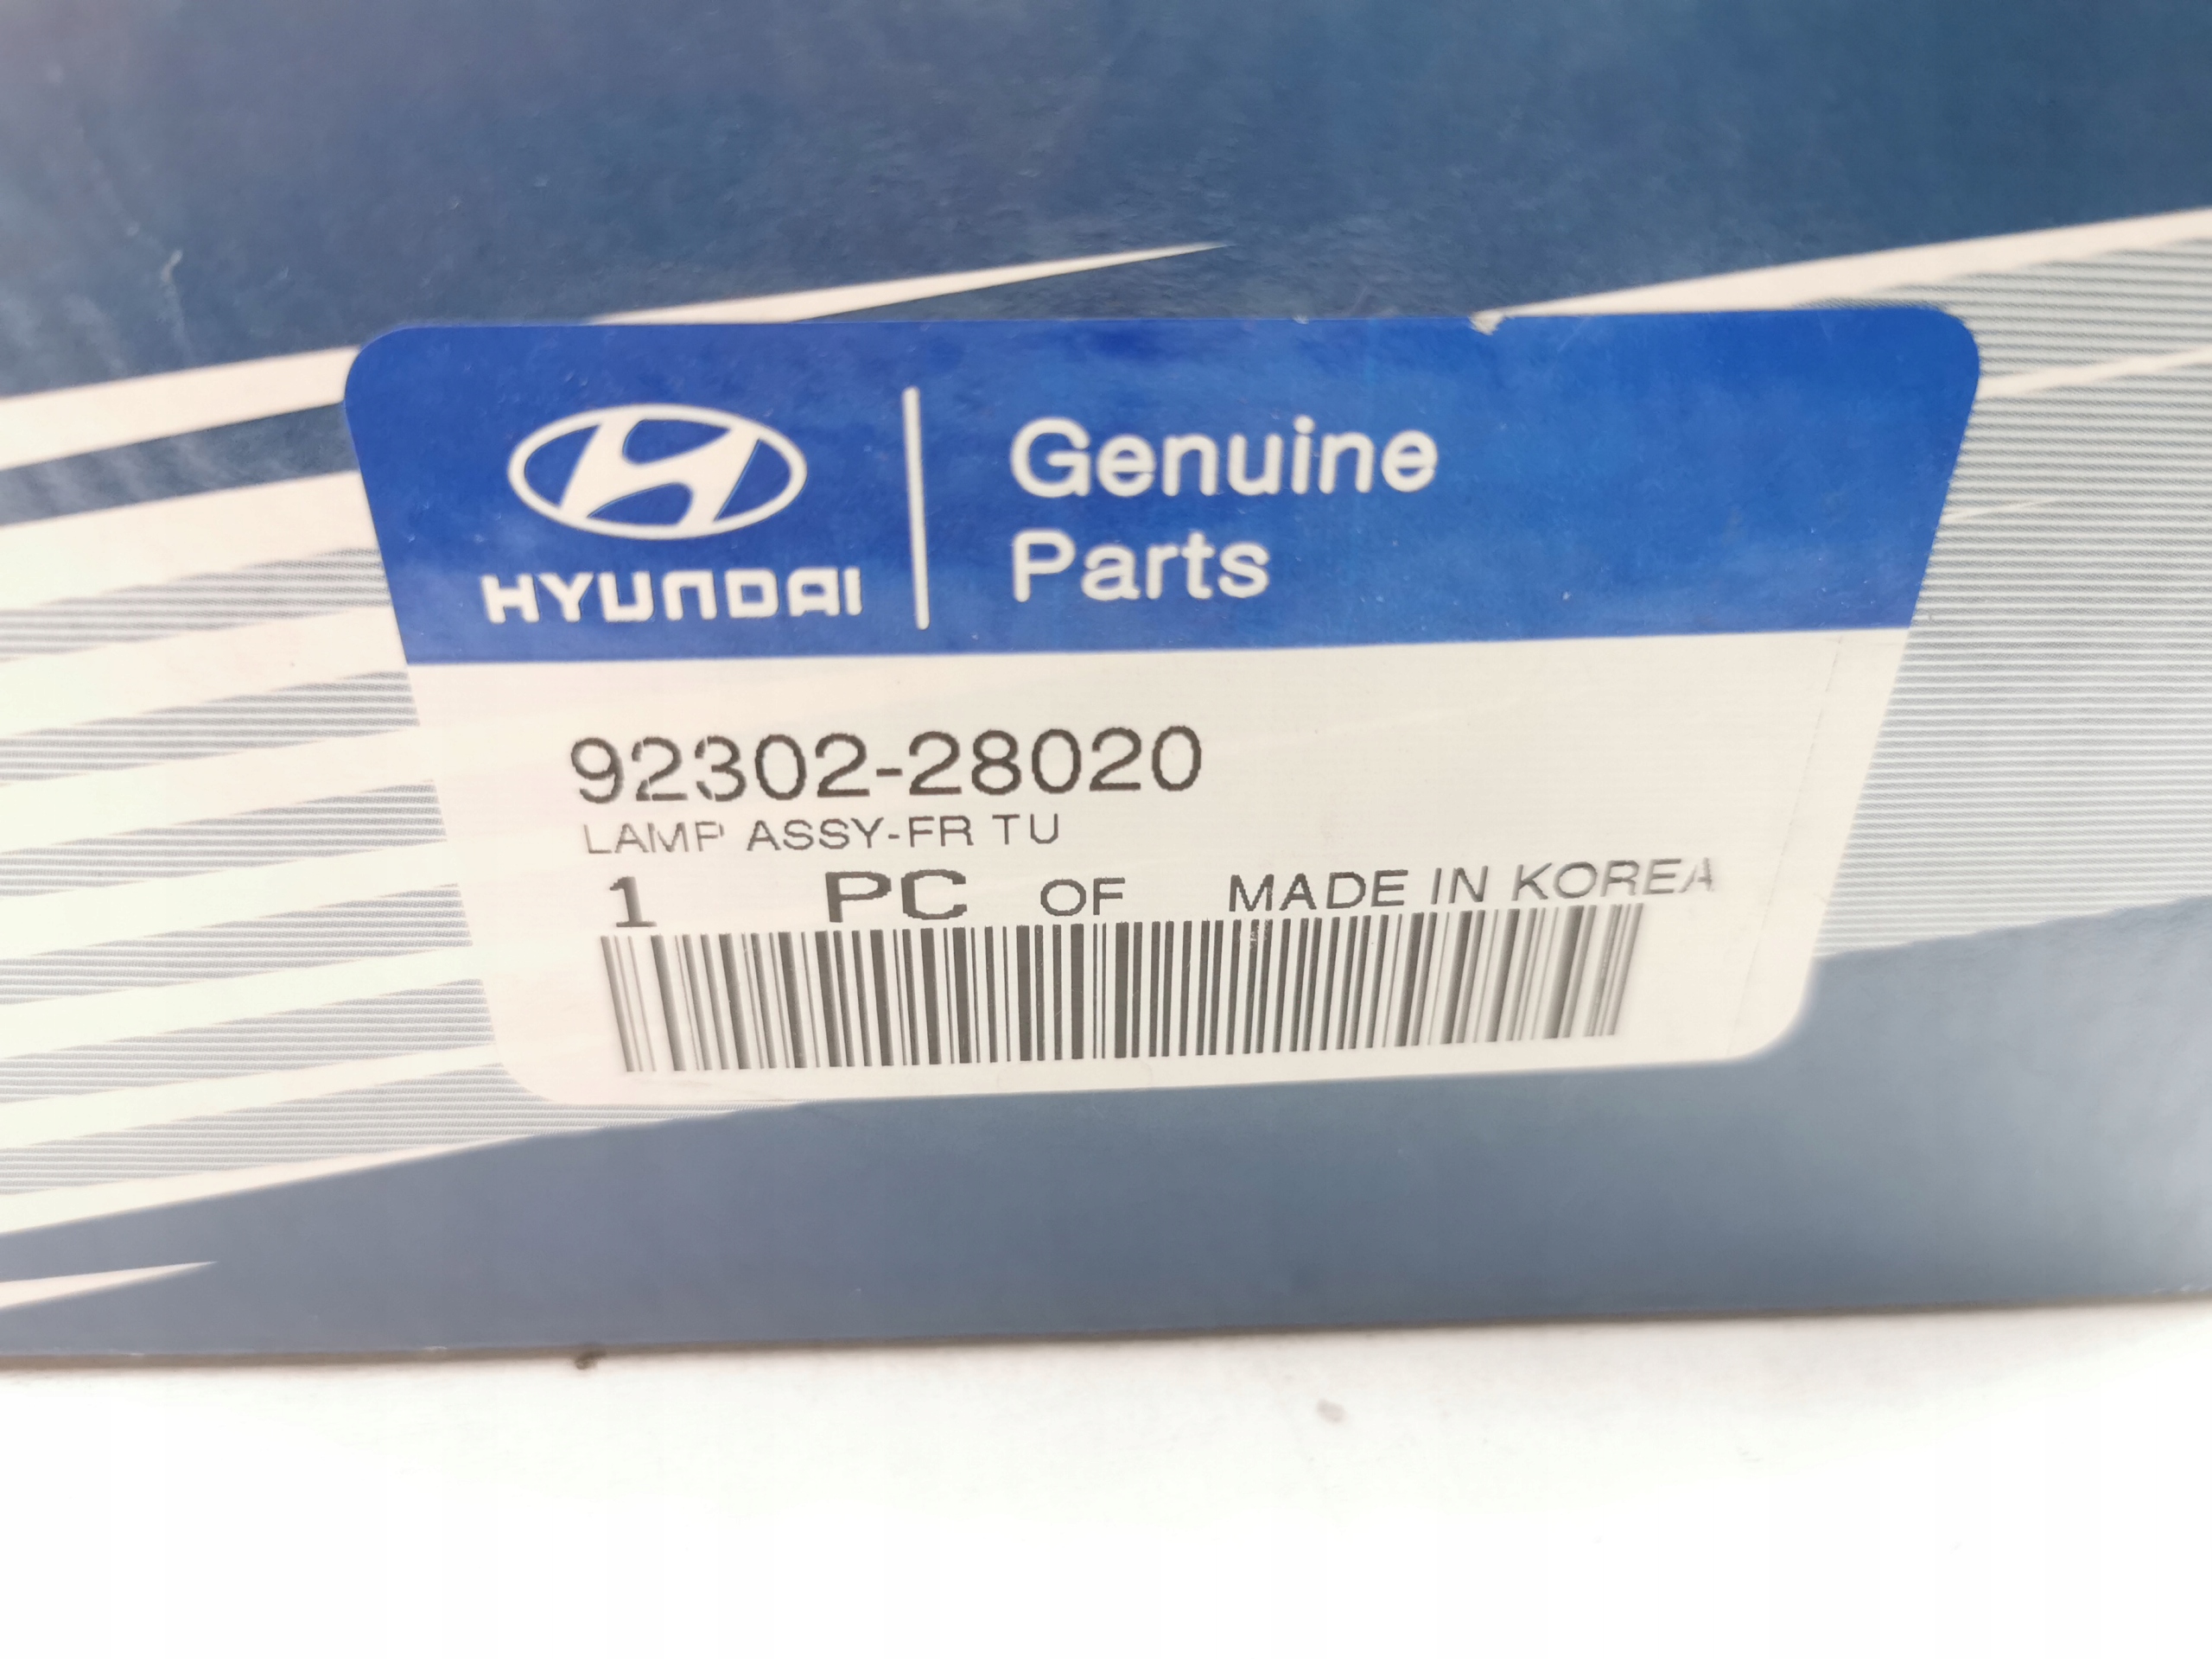 HYUNDAI
Genuine
Parts
92302-28020
LAMP ASSY-FR TU
1 PC OF MADE IN KOREA